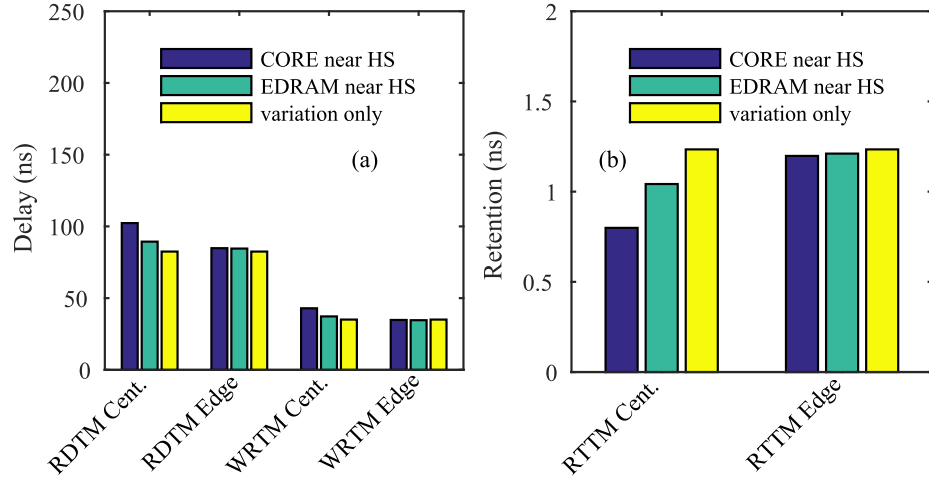 250
200
150
100
50
0
Delay (ns)
CORE near HS
EDRAM near HS
variation only
(a)
RDTM Cent.
RDTM Edge
WRTM Cent.
WRTM Edge
2
1.5
1
0.5
0
Retention (ns)
CORE near HS
EDRAM near HS
variation only
(b)
RTTM Cent.
RTTM Edge